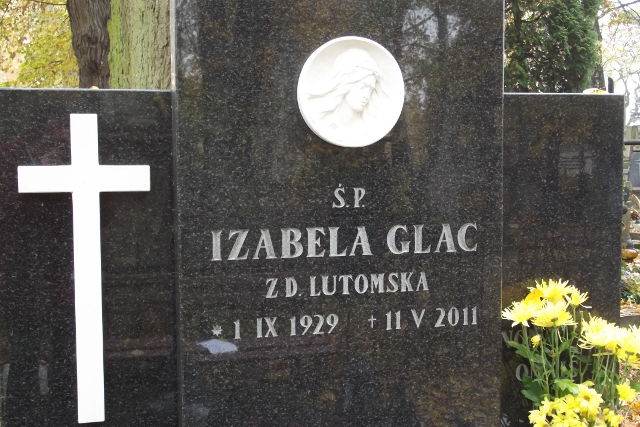 Ś.P.
IZABELA GLAC
Z D. LUTOMSKA
* 1 IX 1929 † 11 V 2011